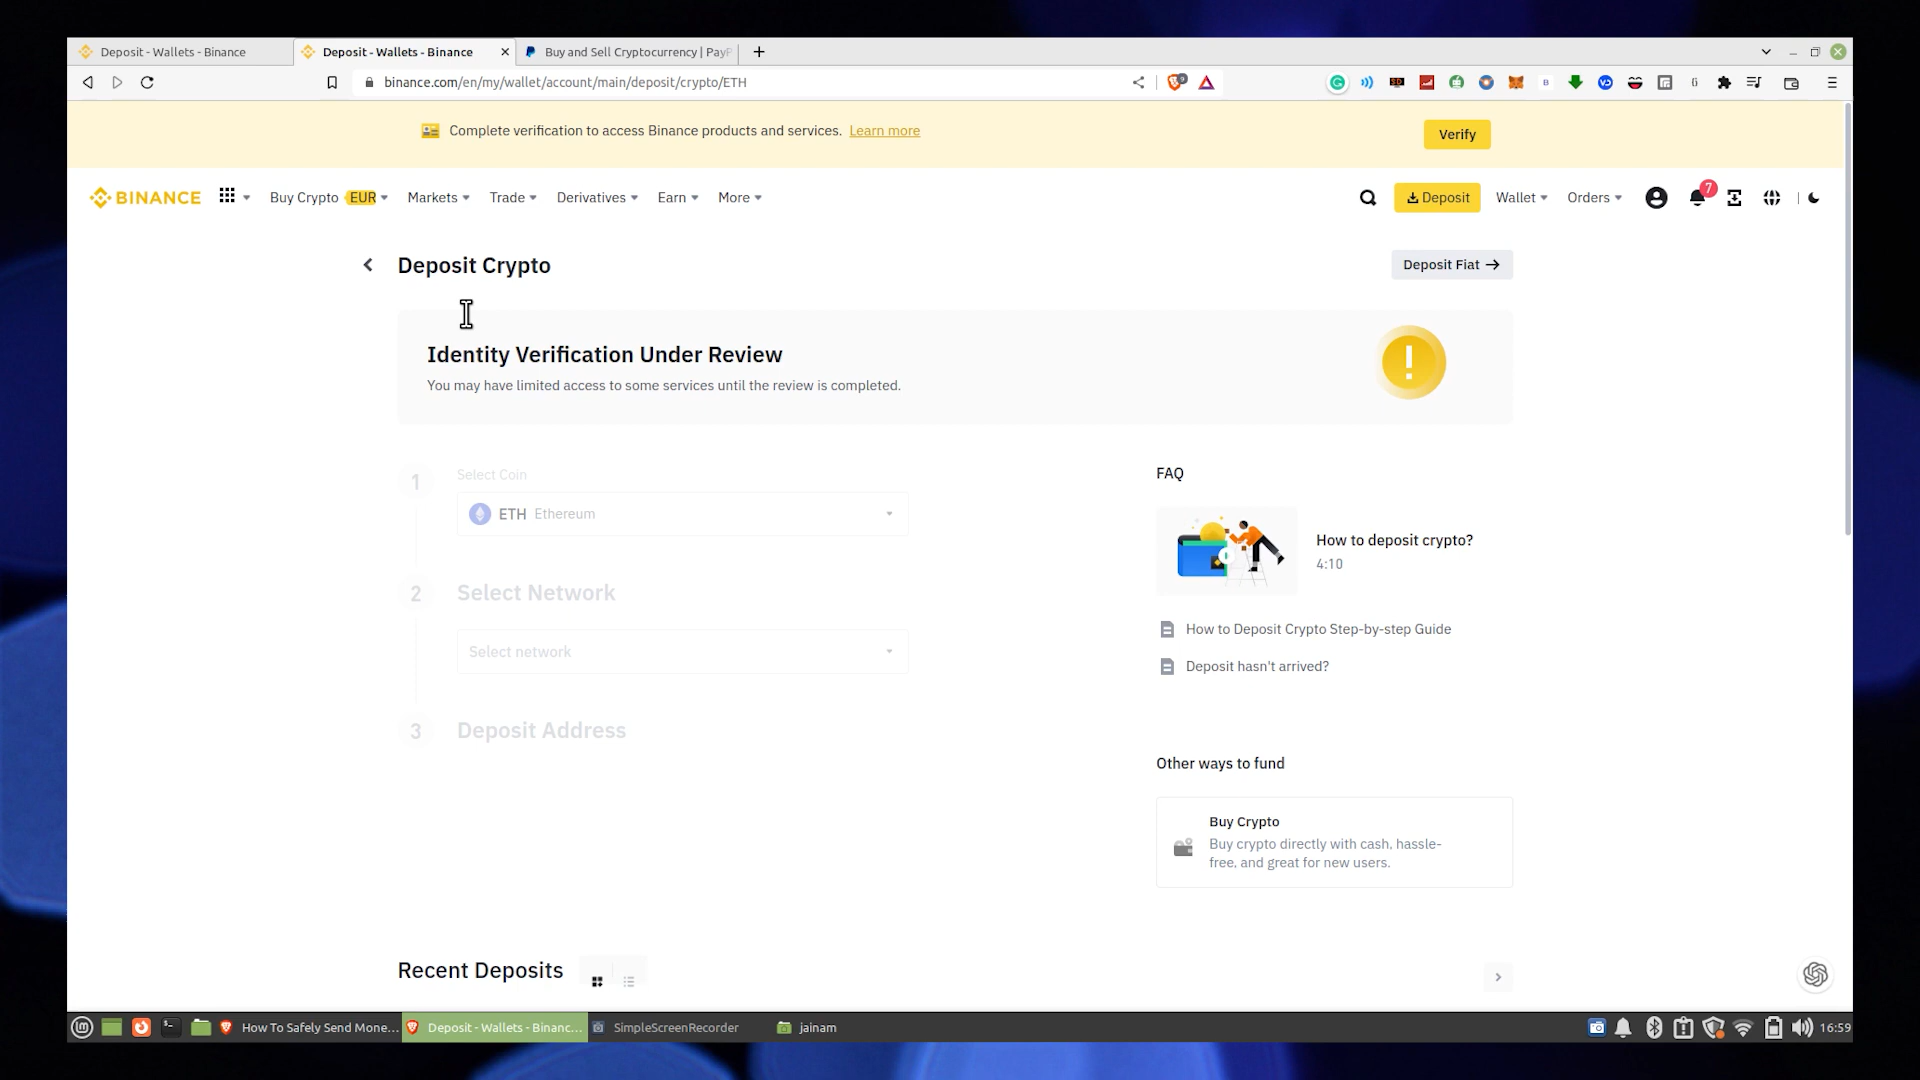 Deposit - Wallets - Binance
Deposit - Wallets - Binance
Buy and Sell Cryptocurrency | PayP
binance.com/en/my/wallet/account/main/deposit/crypto/ETH
Complete verification to access Binance products and services. Learn more
Verify
BINANCE
Buy Crypto EUR
Markets
Trade
Derivatives
Earn
More
Deposit
Wallet
Orders
7
Deposit Crypto
Deposit Fiat
Identity Verification Under Review
You may have limited access to some services until the review is completed.
1
Select Coin
ETH Ethereum
2
Select Network
Select network
3
Deposit Address
FAQ
How to deposit crypto?
4:10
How to Deposit Crypto Step-by-step Guide
Deposit hasn't arrived?
Other ways to fund
Buy Crypto
Buy crypto directly with cash, hassle-
free, and great for new users.
Recent Deposits
How To Safely Send Mone...
Deposit - Wallets - Binanc...
SimpleScreenRecorder
jainam
16:59